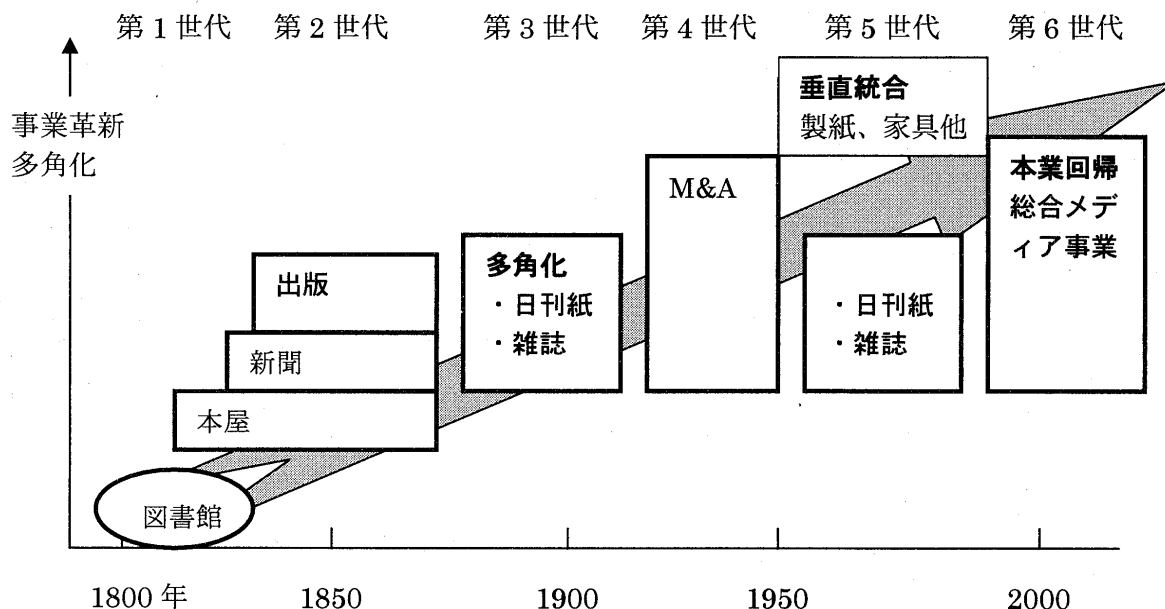 第 1 世代 第 2 世代 第 3 世代 第 4 世代 第 5 世代 第 6 世代
事業革新
多角化
垂直統合
製紙、家具他
本業回帰
総合メデ
ィア事業
M&A
多角化
・日刊紙
・雑誌
・日刊紙
・雑誌
出版
新聞
本屋
図書館
1800 年 1850 1900 1950 2000